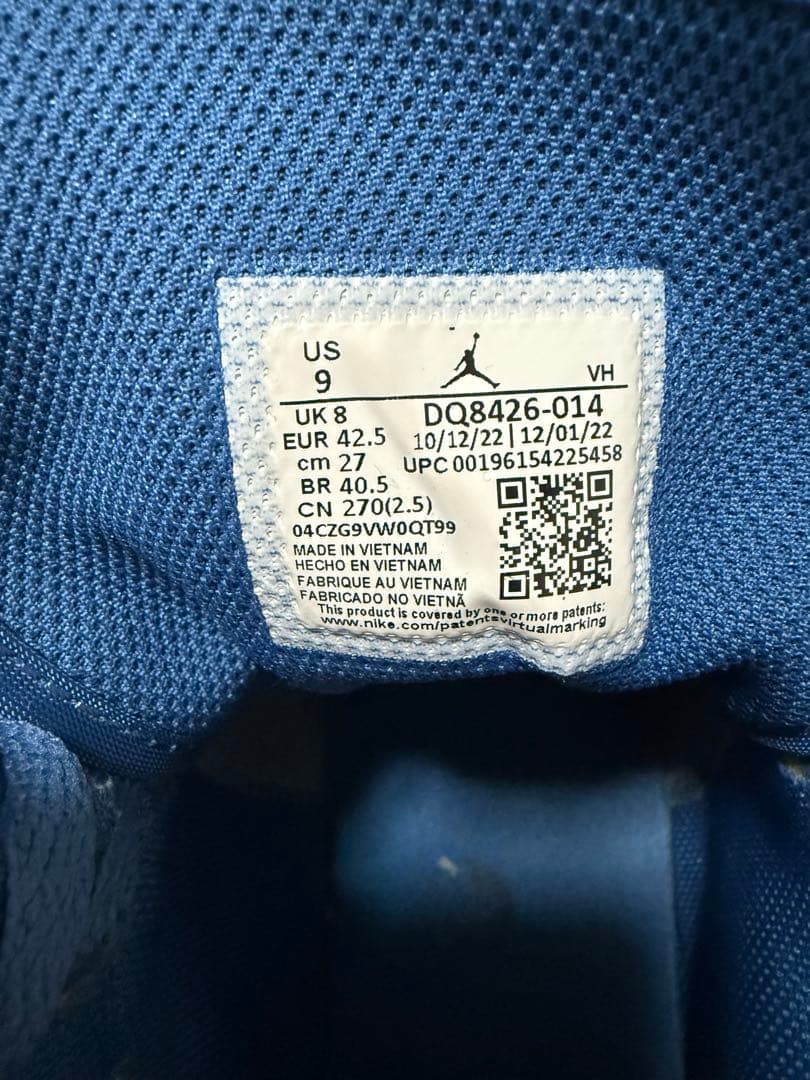 US
9
VH
UK 8
DQ8426-014
EUR 42.5
10/12/22 | 12/01/22
cm 27
UPC 00196154225458
BR 40.5
CN 270(2.5)
04CZG9VW0QT99
MADE IN VIETNAM
HECHO EN VIETNAM
FABRIQUE AU VIETNAM
FABRICADO NO VIETNÃ
This product is covered by one or more patents:
www.nike.com/patentsvirtualmarking